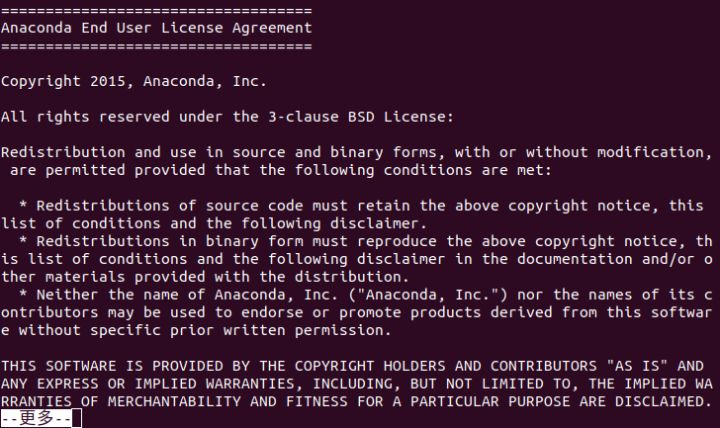 ===================================
Anaconda End User License Agreement
===================================
Copyright 2015, Anaconda, Inc.
All rights reserved under the 3-clause BSD License:
Redistribution and use in source and binary forms, with or without modification,
 are permitted provided that the following conditions are met:
  * Redistributions of source code must retain the above copyright notice, this
list of conditions and the following disclaimer.
  * Redistributions in binary form must reproduce the above copyright notice, th
is list of conditions and the following disclaimer in the documentation and/or o
ther materials provided with the distribution.
  * Neither the name of Anaconda, Inc. ("Anaconda, Inc.") nor the names of its c
ontributors may be used to endorse or promote products derived from this softwar
e without specific prior written permission.
THIS SOFTWARE IS PROVIDED BY THE COPYRIGHT HOLDERS AND CONTRIBUTORS "AS IS" AND
ANY EXPRESS OR IMPLIED WARRANTIES, INCLUDING, BUT NOT LIMITED TO, THE IMPLIED WA
RRANTIES OF MERCHANTABILITY AND FITNESS FOR A PARTICULAR PURPOSE ARE DISCLAIMED.
--更多--